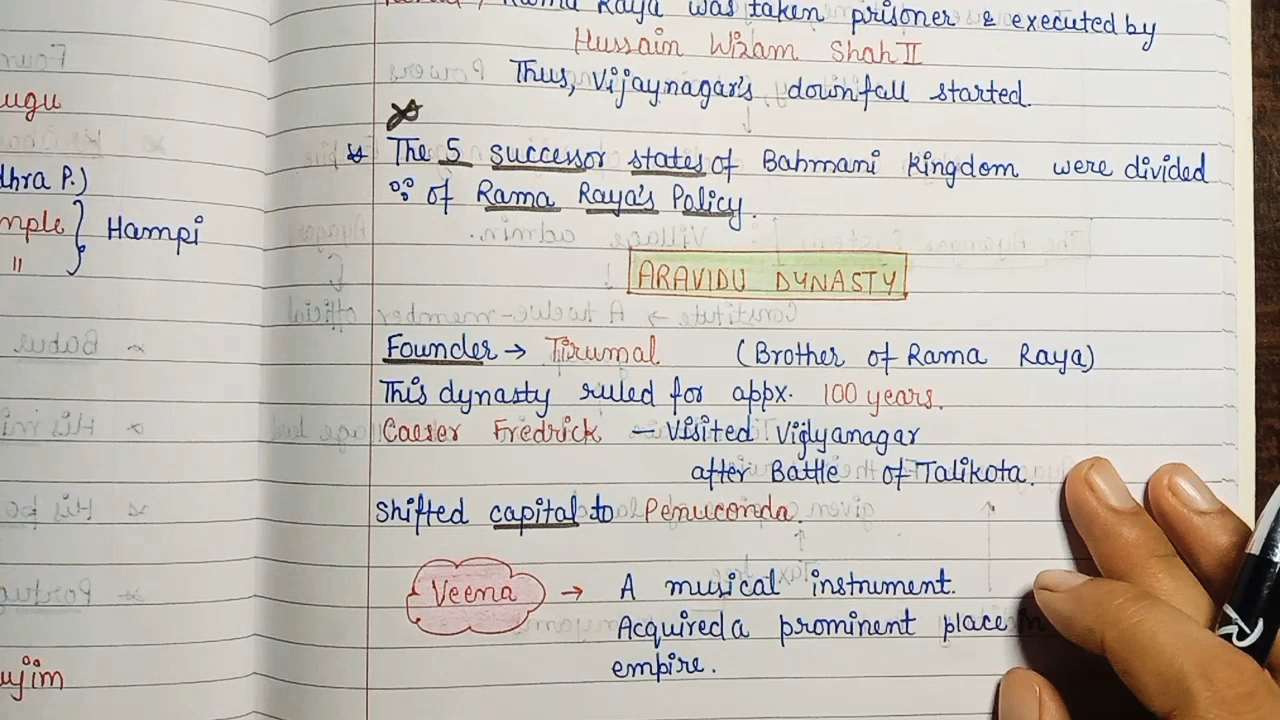 Rama Raya was taken prisoner & executed by
Hussain Nizam Shah II
Thus, Vijaynagar's downfall started.
The 5 successor states of Bahmani kingdom were divided
∵ of Rama Raya's Policy.
ARAVIDU DYNASTY
Founder → Tirumal (Brother of Rama Raya)
This dynasty ruled for appx. 100 years.
Caeser Fredrick – Visited Vijyanagar
after Battle of Talikota.
Shifted capital to Penuconda.
Veena → A musical instrument.
Acquired a prominent place in
empire.
ugu
dhra P.)
mple } Hampi
"
ujim